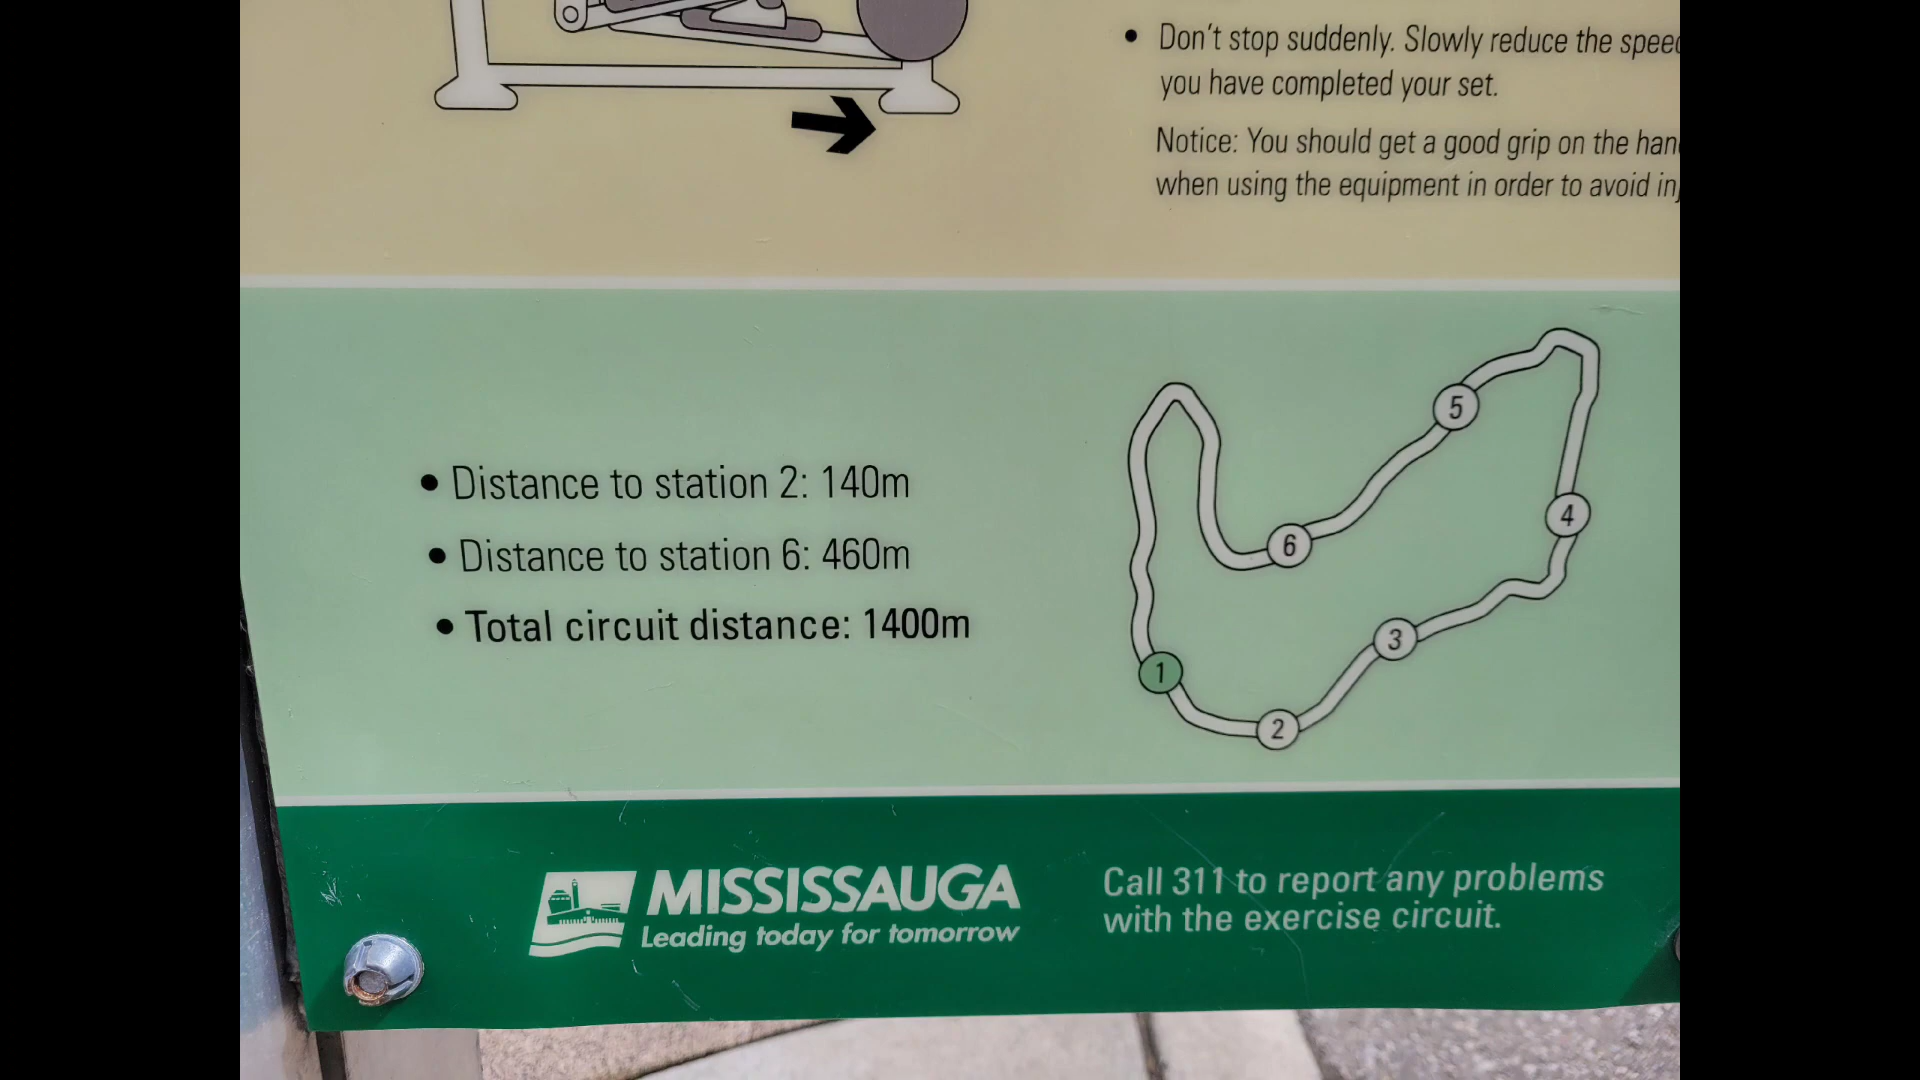 • Don't stop suddenly. Slowly reduce the speed
you have completed your set.
Notice: You should get a good grip on the
when using the equipment in order to avoid
• Distance to station 2: 140m
• Distance to station 6: 460m
• Total circuit distance: 1400m
5
4
6
3
1
2
MISSISSAUGA
Leading today for tomorrow
Call 311 to report any problems
with the exercise circuit.